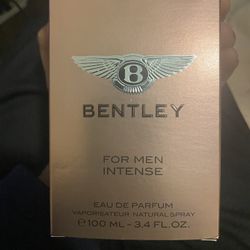 B
BENTLEY
FOR MEN
INTENSE
EAU DE PARFUM
VAPORISATEUR NATURAL SPRAY
℮100 ML - 3.4 FL.OZ.